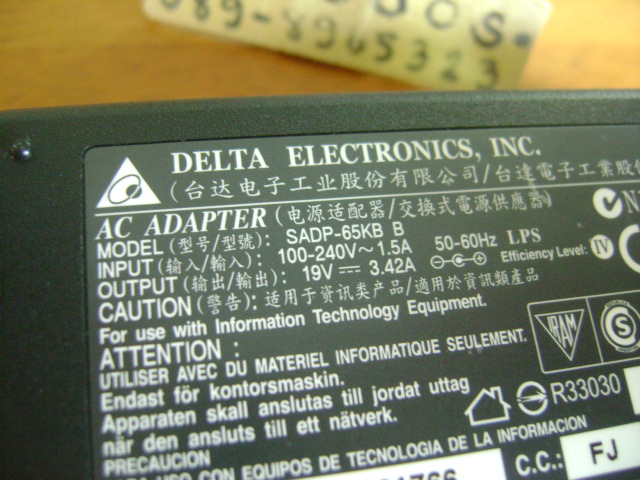 089-8965323
DELTA ELECTRONICS, INC.
(台达电子工业股份有限公司/台達電子工業股份
AC ADAPTER (电源适配器/交換式電源供應器)
MODEL (型号/型號): SADP-65KB B
INPUT (输入/輸入): 100-240V~1.5A 50-60Hz LPS
OUTPUT (输出/輸出): 19V 3.42A Efficiency Level: IV
CAUTION (警告): 适用于资讯类产品/適用於資訊類產品
For use with Information Technology Equipment.
ATTENTION :
UTILISER AVEC DU MATERIEL INFORMATIQUE SEULEMENT.
Endast för kontorsmaskin.
Apparaten skall anslutas till jordat uttag
när den ansluts till ett nätverk.
IRAM
S
R33030
PRECAUCION
USO CON EQUIPOS DE TECNOLOGIA DE LA INFORMACION
C.C.: FJ